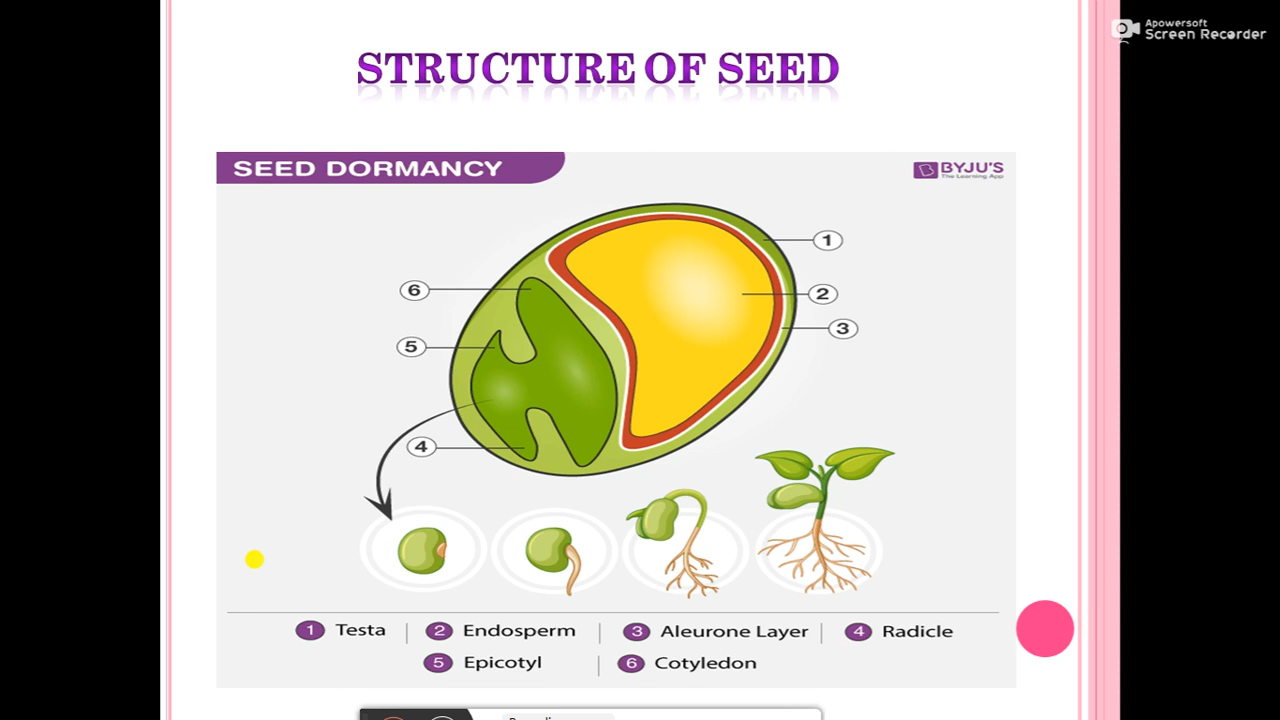 Apowersoft
Screen Recorder
STRUCTURE OF SEED
SEED DORMANCY
BYJU'S
The Learning App
1
2
3
6
5
4
1 Testa
2 Endosperm
3 Aleurone Layer
4 Radicle
5 Epicotyl
6 Cotyledon